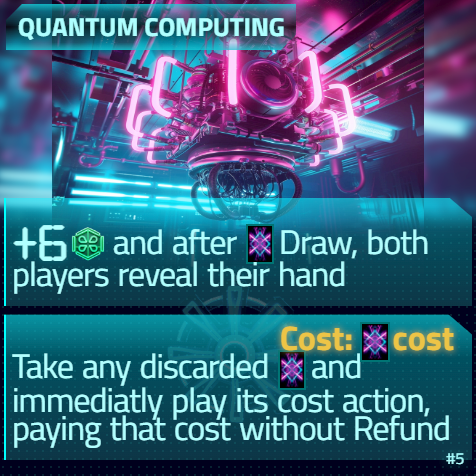 QUANTUM COMPUTING
+6 and after Draw, both
players reveal their hand
Cost: cost
Take any discarded and
immediatly play its cost action,
paying that cost without Refund
#5